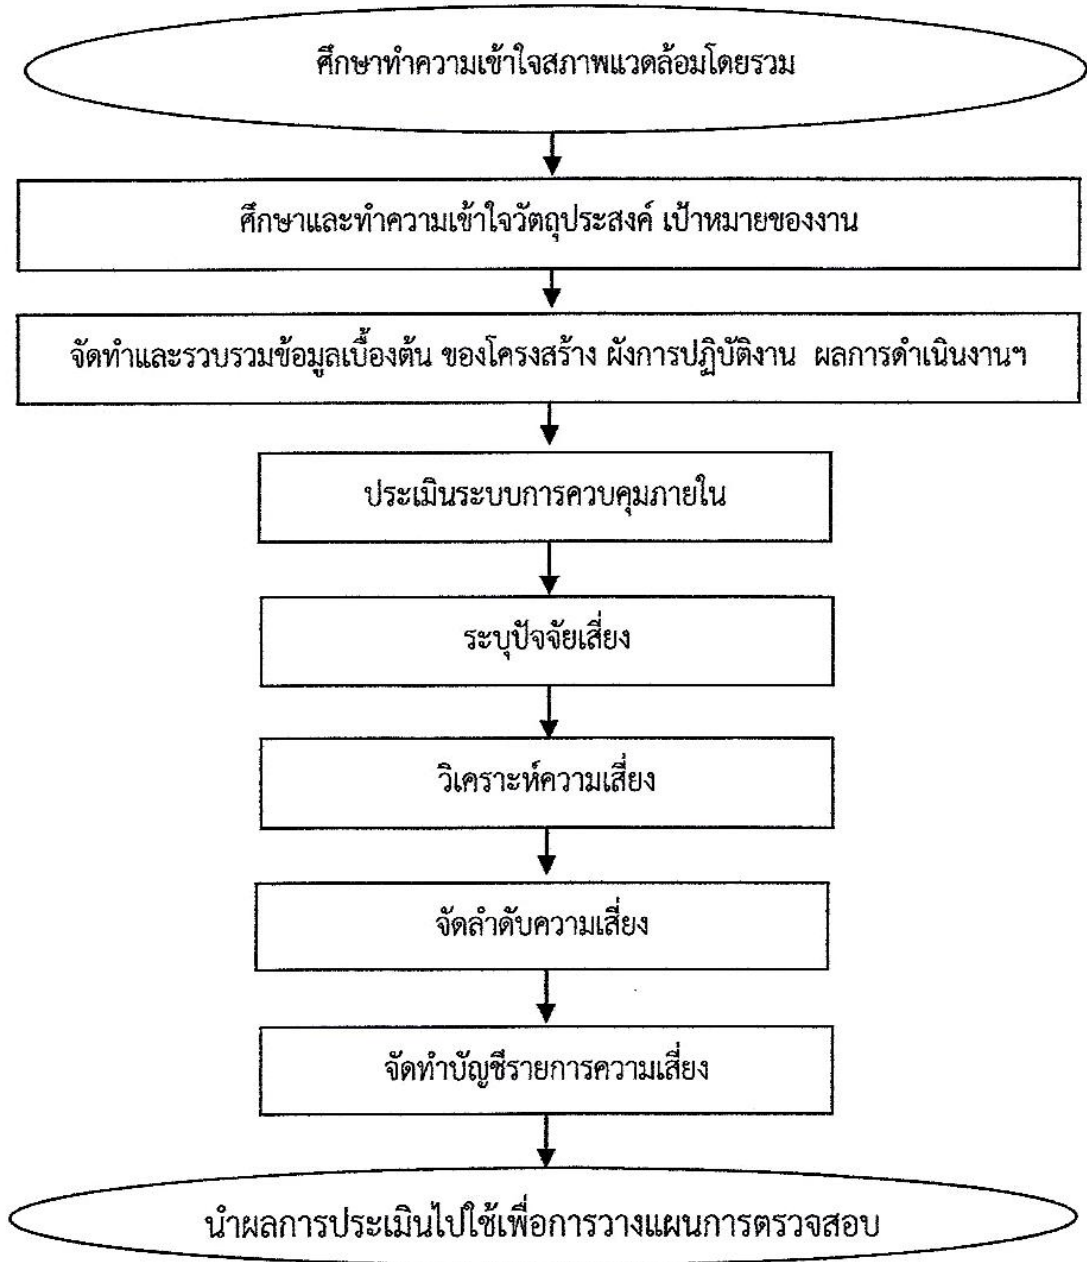 ศึกษาทำความเข้าใจสภาพแวดล้อมโดยรวม
ศึกษาและทำความเข้าใจวัตถุประสงค์ เป้าหมายของงาน
จัดทำและรวบรวมข้อมูลเบื้องต้น ของโครงสร้าง ผังการปฏิบัติงาน ผลการดำเนินงานฯ
ประเมินระบบการควบคุมภายใน
ระบุปัจจัยเสี่ยง
วิเคราะห์ความเสี่ยง
จัดลำดับความเสี่ยง
จัดทำบัญชีรายการความเสี่ยง
นำผลการประเมินไปใช้เพื่อการวางแผนการตรวจสอบ